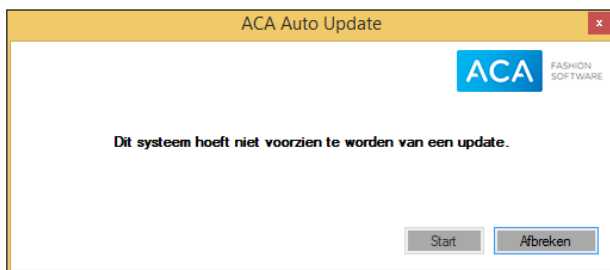 ACA Auto Update
x
ACA FASHION
SOFTWARE
Dit systeem hoeft niet voorzien te worden van een update.
Start Afbreken